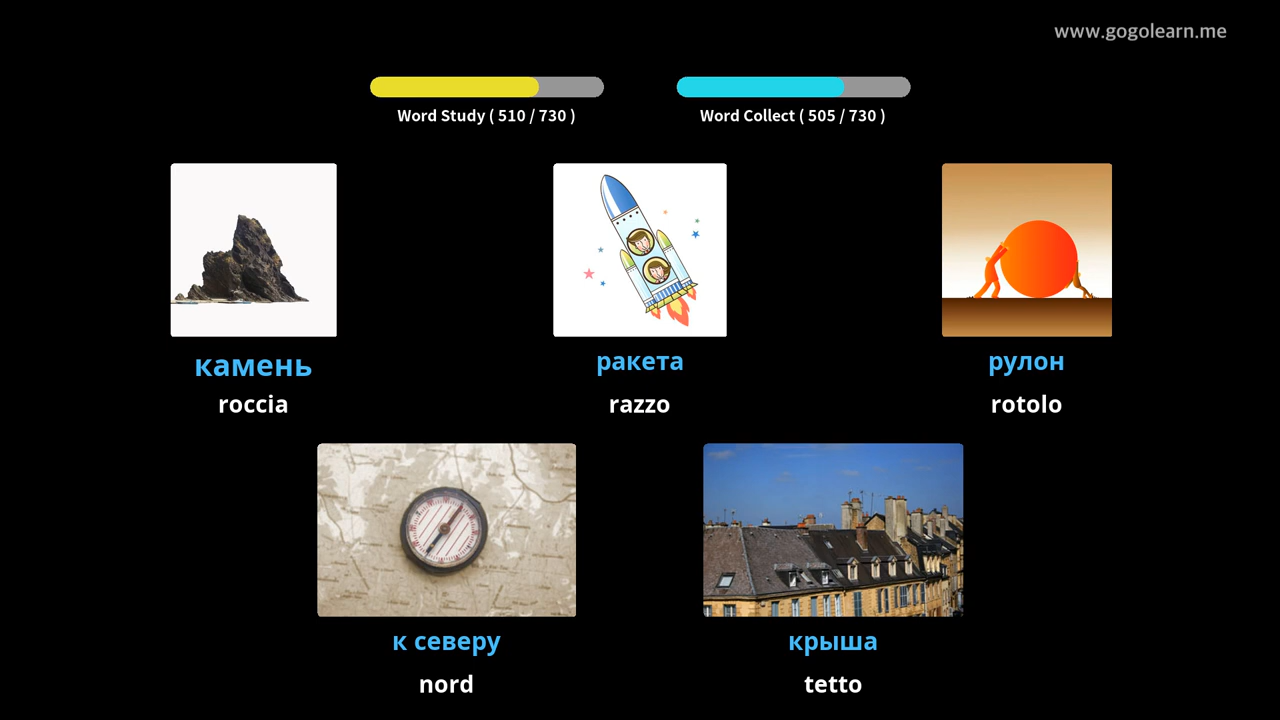 www.gogolearn.me
Word Study ( 510 / 730 )
Word Collect ( 505 / 730 )
камень
ракета
рулон
roccia
razzo
rotolo
к северу
крыша
nord
tetto